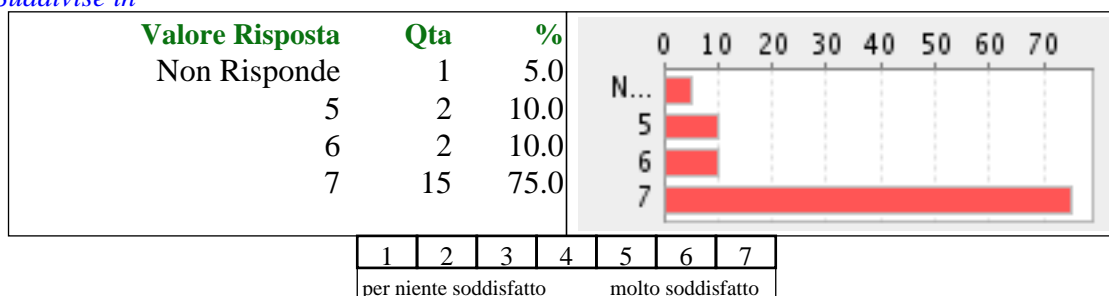 Suddivise in
Valore Risposta Qta %
Non Risponde 1 5.0
5 2 10.0
6 2 10.0
7 15 75.0
0 10 20 30 40 50 60 70
N...
5
6
7
1 2 3 4 5 6 7
per niente soddisfatto molto soddisfatto